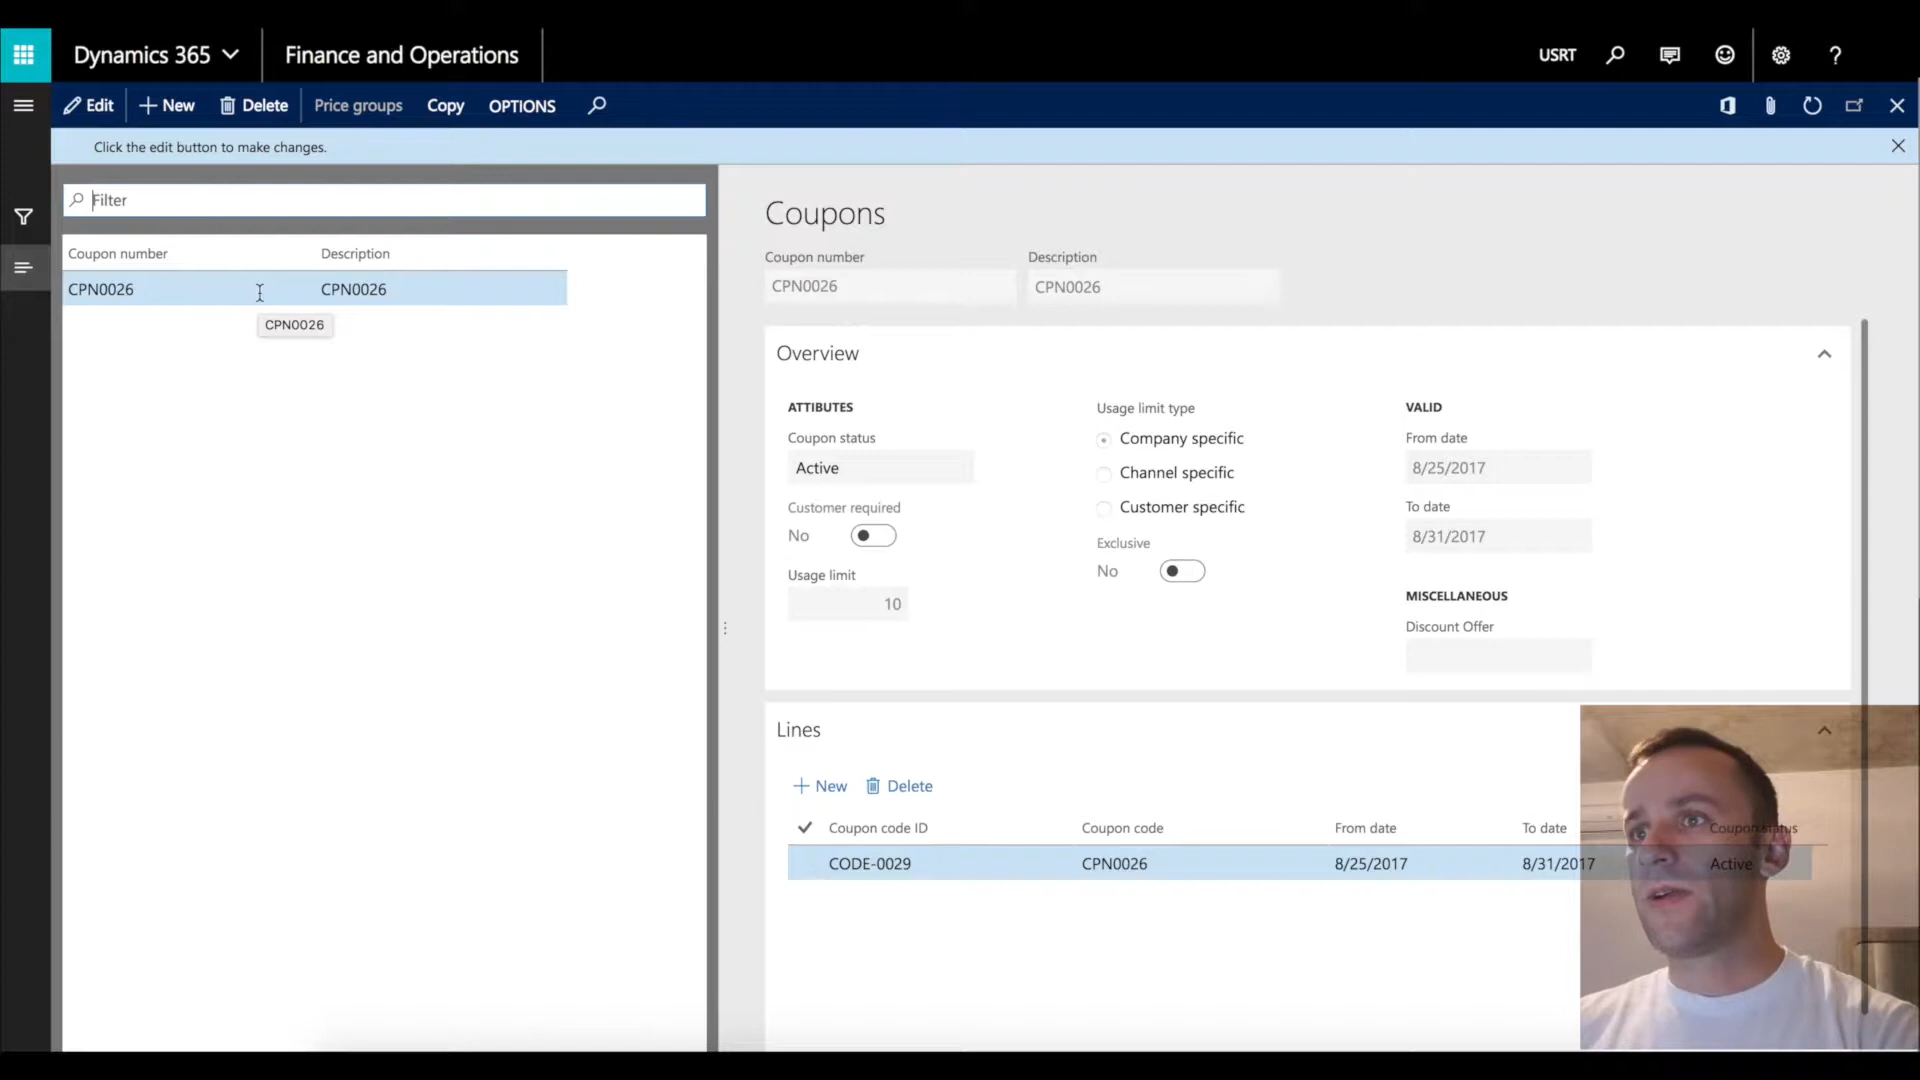 Dynamics 365
Finance and Operations
USRT
?
Edit
New
Delete
Price groups
Copy
OPTIONS
Click the edit button to make changes.
Filter
Coupon number Description
CPN0026 CPN0026
CPN0026
Coupons
Coupon number Description
CPN0026 CPN0026
Overview
ATTIBUTES
Coupon status
Active
Customer required
No
Usage limit
10
Usage limit type
Company specific
Channel specific
Customer specific
Exclusive
No
VALID
From date
8/25/2017
To date
8/31/2017
MISCELLANEOUS
Discount Offer
Lines
New Delete
Coupon code ID Coupon code From date To date Coupon status
CODE-0029 CPN0026 8/25/2017 8/31/2017 Active